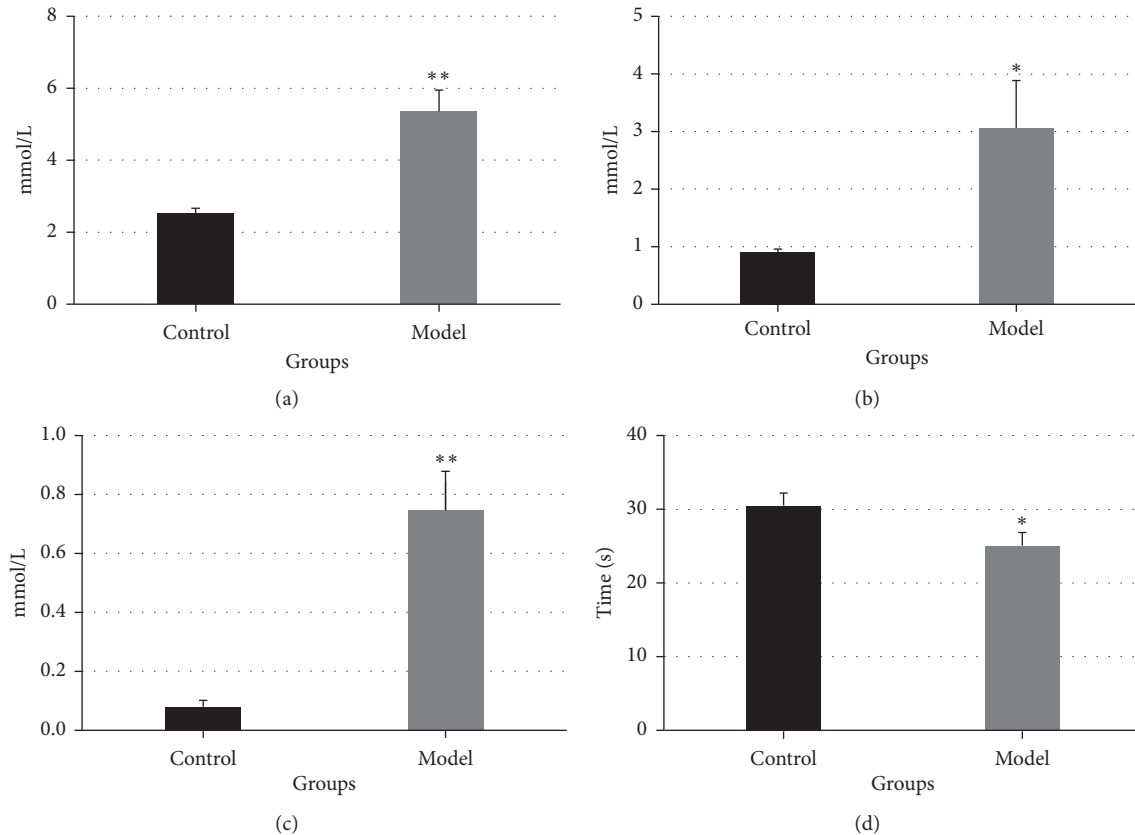 8
6
4
2
0
mmol/L
**
Control
Model
Groups
(a)
5
4
3
2
1
0
mmol/L
*
Control
Model
Groups
(b)
1.0
0.8
0.6
0.4
0.2
0.0
mmol/L
**
Control
Model
Groups
(c)
40
30
20
10
0
Time (s)
*
Control
Model
Groups
(d)